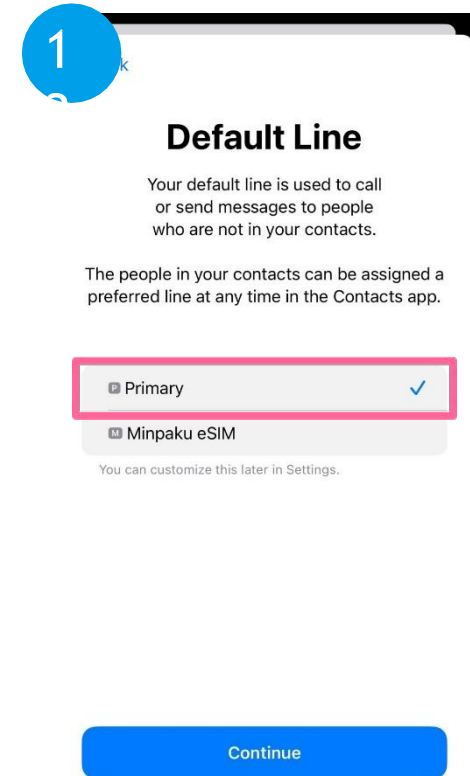 1
k
Default Line
Your default line is used to call
or send messages to people
who are not in your contacts.
The people in your contacts can be assigned a
preferred line at any time in the Contacts app.
P Primary
M Minpaku eSIM
You can customize this later in Settings.
Continue